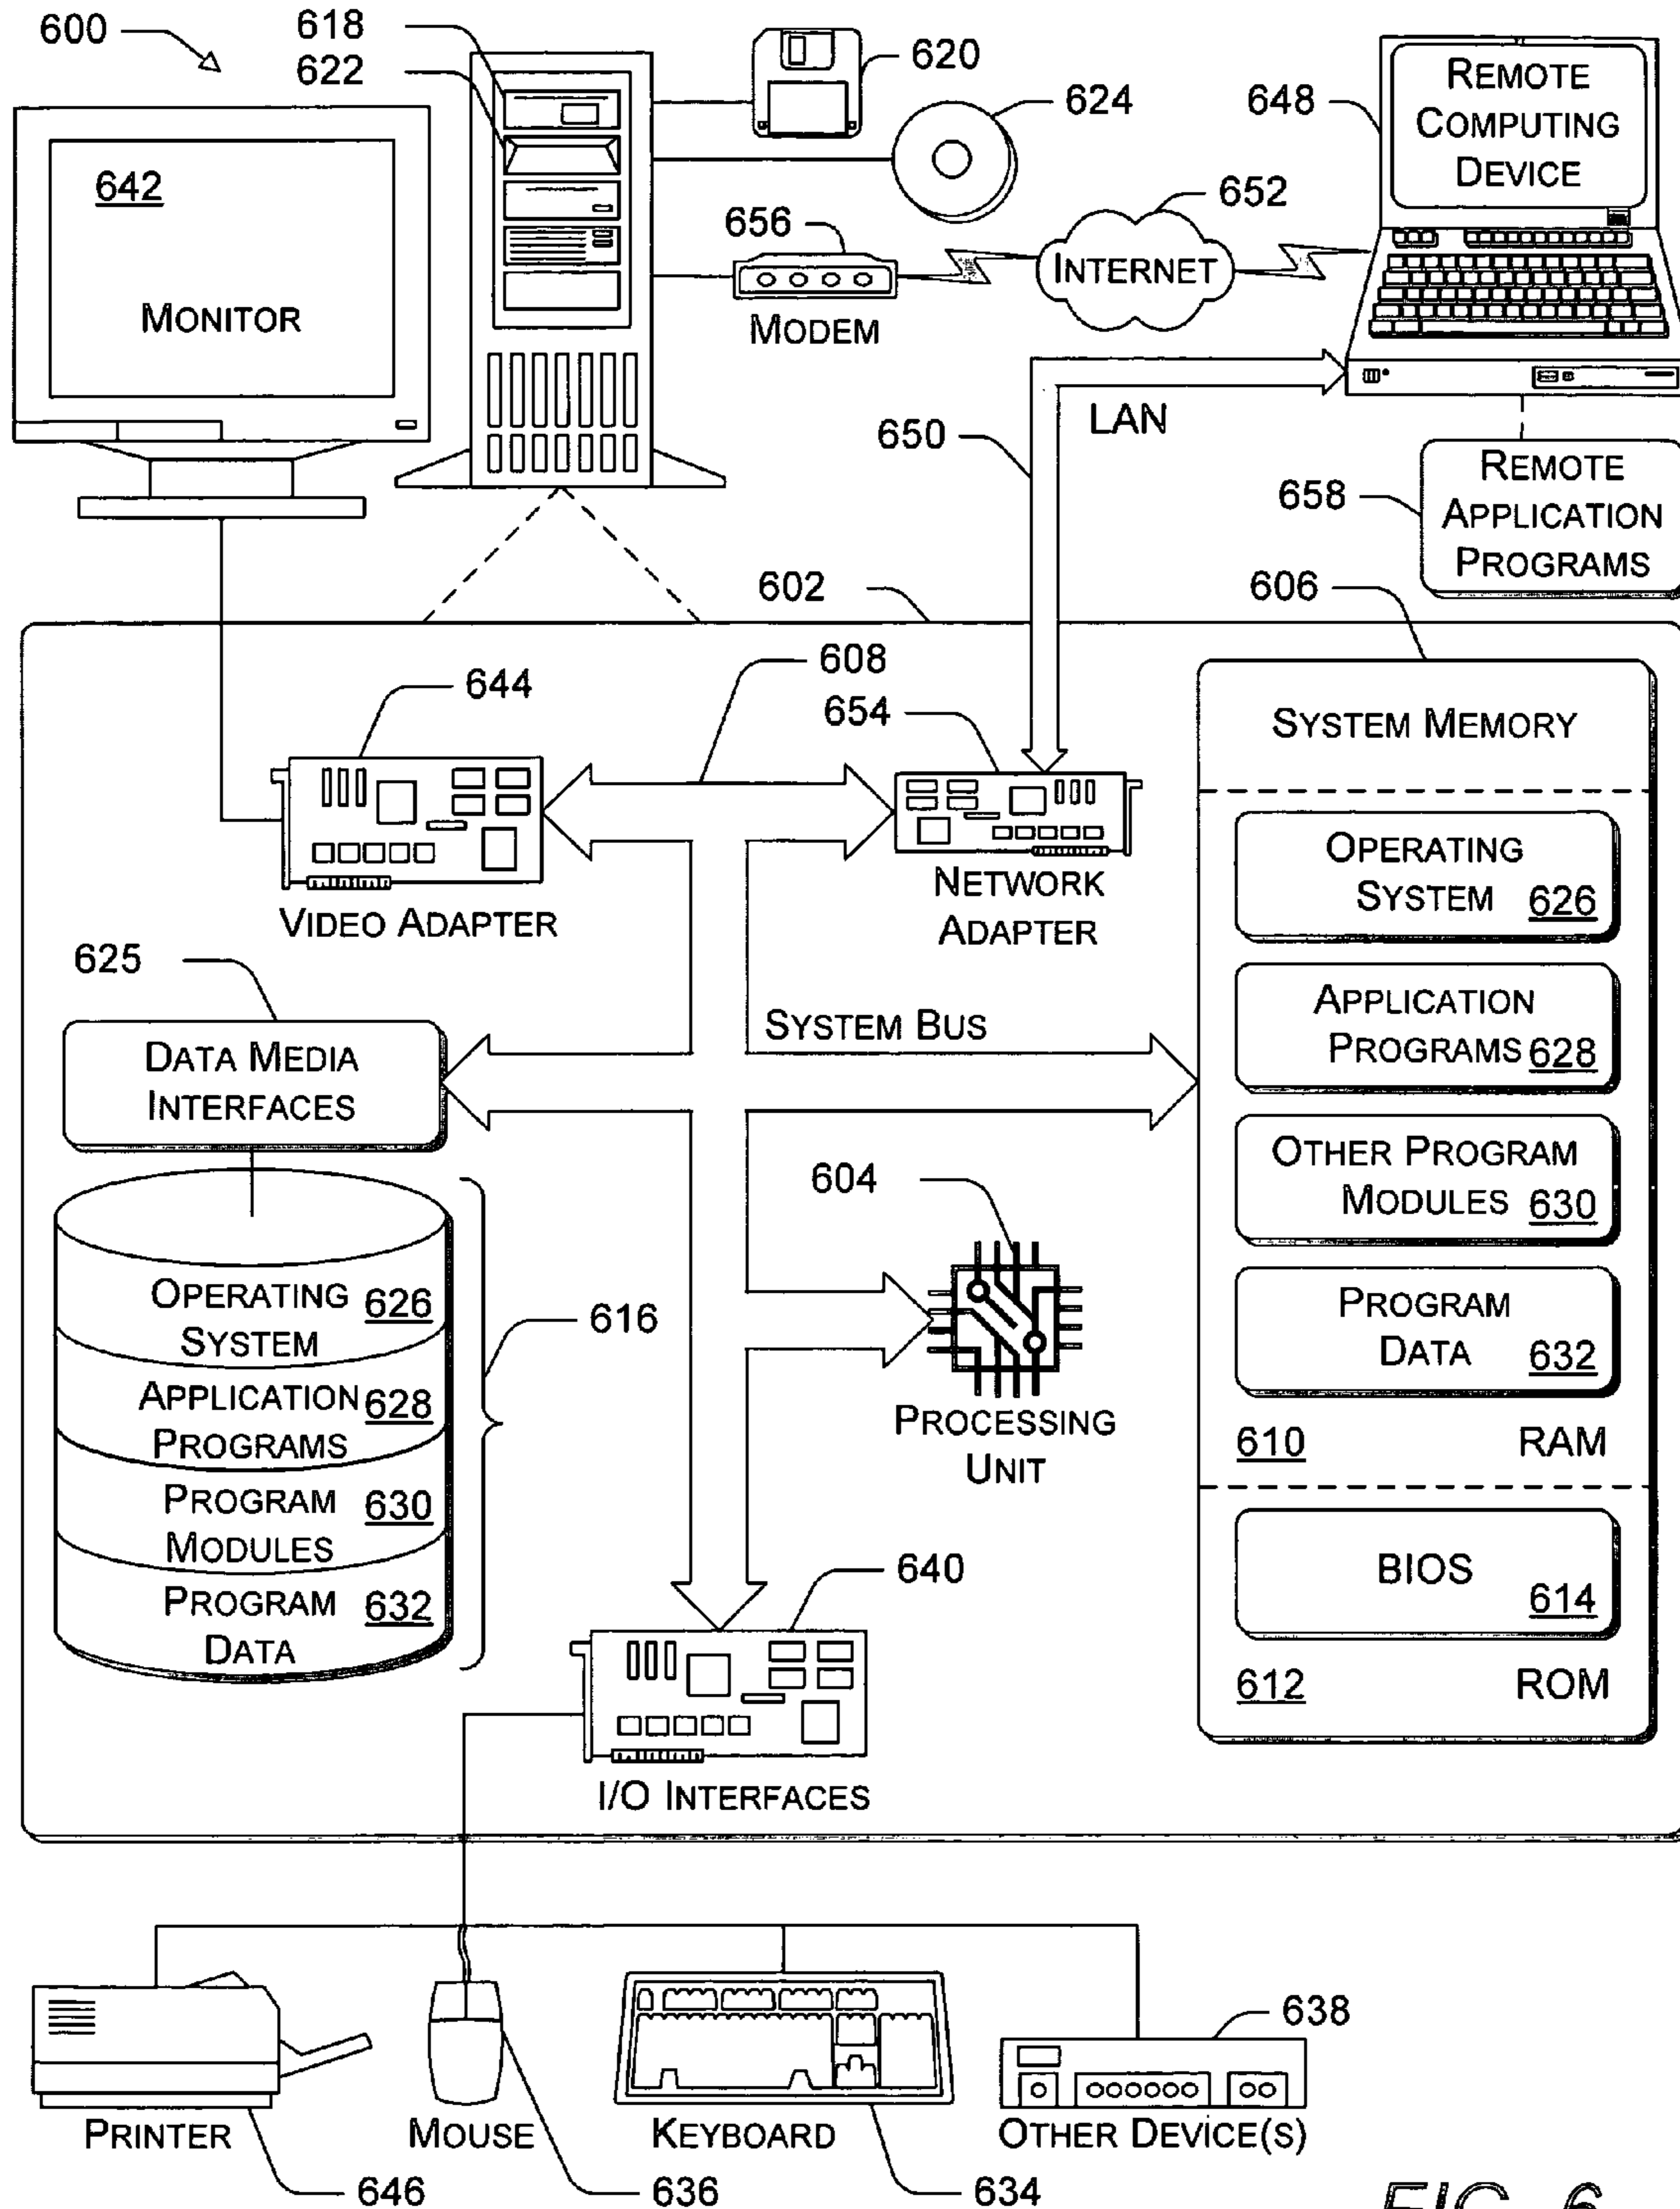 600
618
622
620
624
648
REMOTE
COMPUTING
DEVICE
642
MONITOR
656
MODEM
652
INTERNET
650
LAN
658
REMOTE
APPLICATION
PROGRAMS
602
606
608
644
654
VIDEO ADAPTER
NETWORK
ADAPTER
SYSTEM MEMORY
OPERATING
SYSTEM 626
APPLICATION
PROGRAMS 628
OTHER PROGRAM
MODULES 630
PROGRAM
DATA 632
610 RAM
BIOS
614
612 ROM
625
DATA MEDIA
INTERFACES
SYSTEM BUS
604
PROCESSING
UNIT
616
OPERATING 626
SYSTEM
APPLICATION 628
PROGRAMS
PROGRAM 630
MODULES
PROGRAM 632
DATA
640
I/O INTERFACES
638
PRINTER
MOUSE
KEYBOARD
OTHER DEVICE(S)
646
636
634
FIG. 6